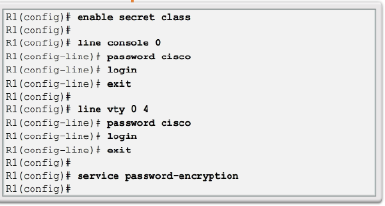 R1(config)# enable secret class
R1(config)#
R1(config)# line console 0
R1(config-line)# password cisco
R1(config-line)# login
R1(config-line)# exit
R1(config)#
R1(config)# line vty 0 4
R1(config-line)# password cisco
R1(config-line)# login
R1(config-line)# exit
R1(config)#
R1(config)# service password-encryption
R1(config)#